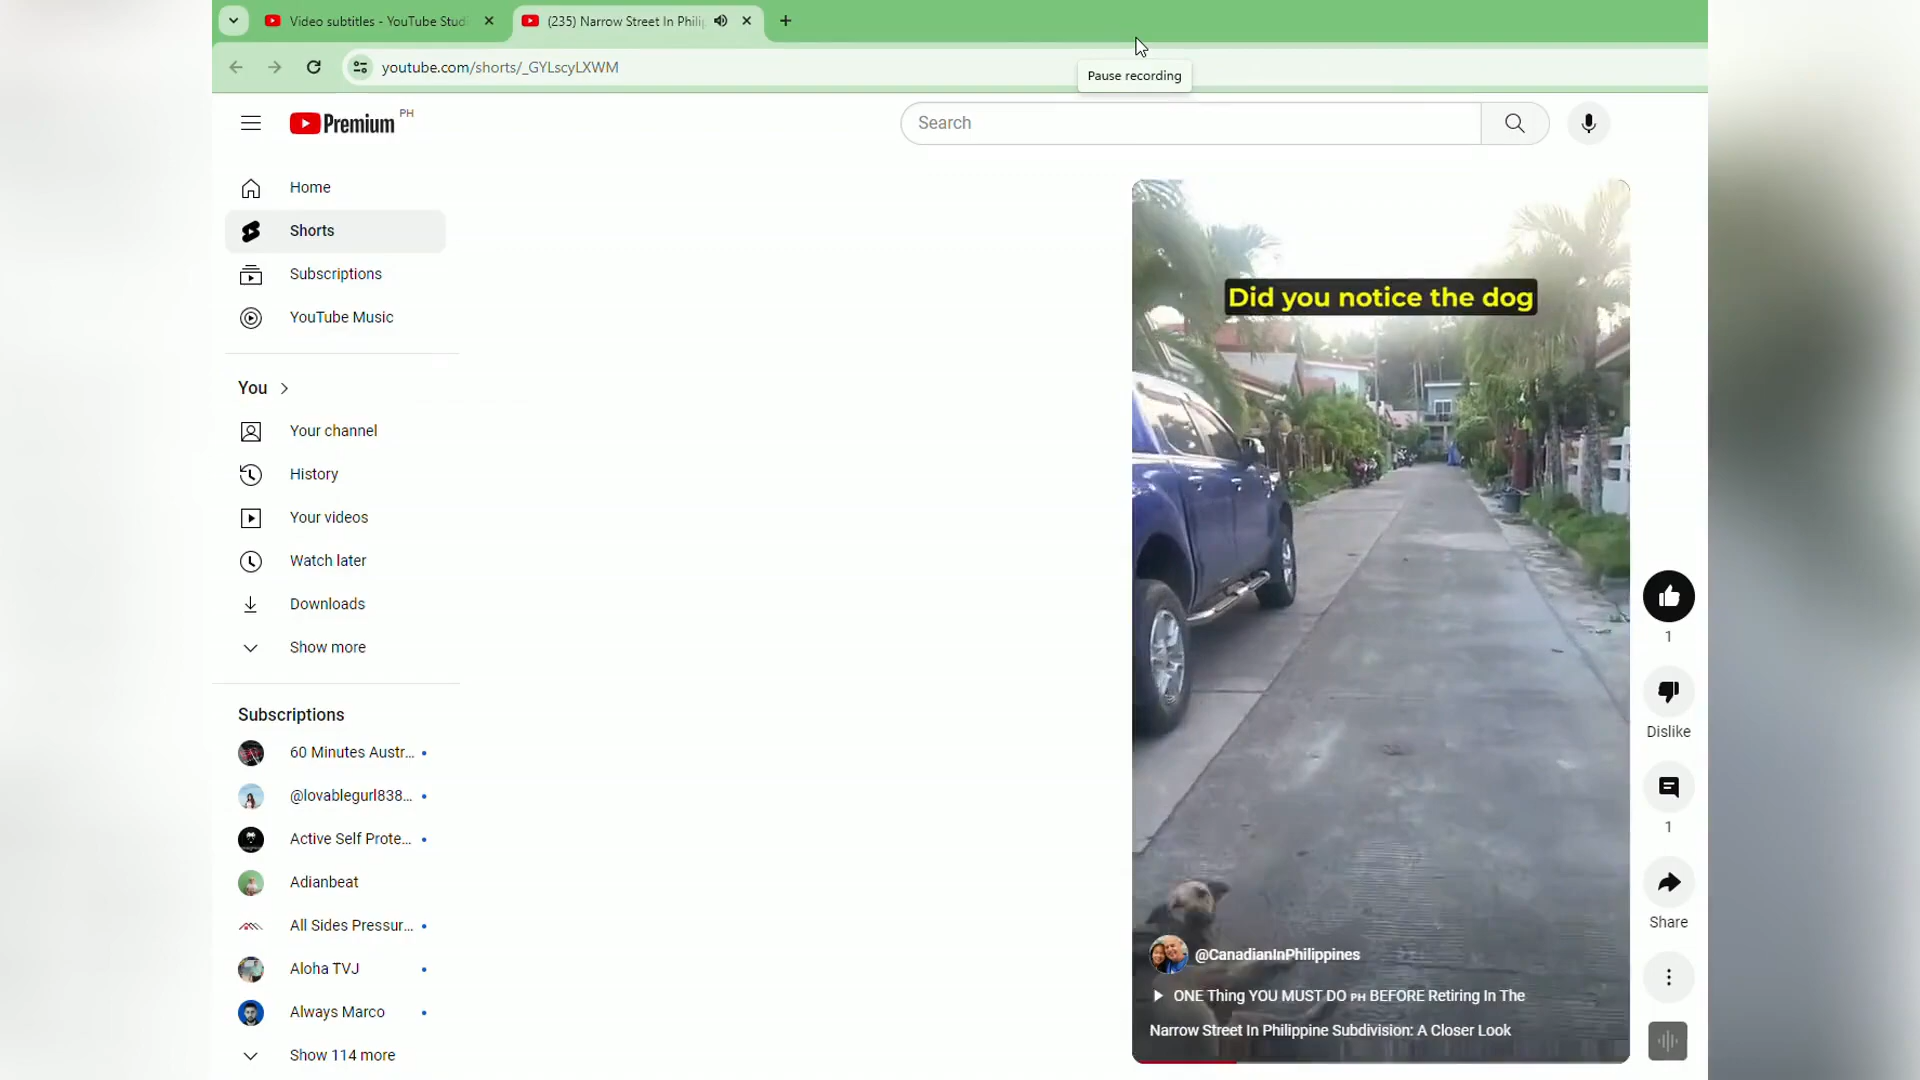 Video subtitles - YouTube Stud
(235) Narrow Street In Philip
youtube.com/shorts/_GYLscyLXWM
Pause recording
Premium PH
Search
Home
Shorts
Subscriptions
YouTube Music
You
Your channel
History
Your videos
Watch later
Downloads
Show more
Subscriptions
60 Minutes Austr...
@lovablegurl838...
Active Self Prote...
Adianbeat
All Sides Pressur...
Aloha TVJ
Always Marco
Show 114 more
Did you notice the dog
@CanadianInPhilippines
ONE Thing YOU MUST DO PH BEFORE Retiring In The
Narrow Street In Philippine Subdivision: A Closer Look
1
Dislike
1
Share